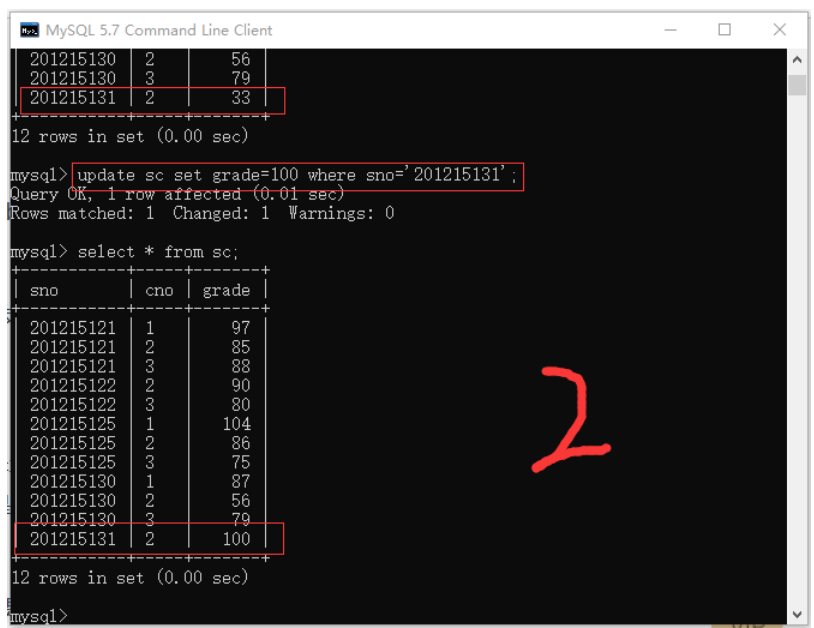 MySQL 5.7 Command Line Client
| 201215130 | 2 | 56 |
| 201215130 | 3 | 79 |
| 201215131 | 2 | 33 |
+-----------+-----+-------+
12 rows in set (0.00 sec)
mysql> update sc set grade=100 where sno='201215131';
Query OK, 1 row affected (0.01 sec)
Rows matched: 1 Changed: 1 Warnings: 0
mysql> select * from sc;
+-----------+-----+-------+
| sno | cno | grade |
+-----------+-----+-------+
| 201215121 | 1 | 97 |
| 201215121 | 2 | 85 |
| 201215121 | 3 | 88 |
| 201215122 | 2 | 90 |
| 201215122 | 3 | 80 |
| 201215125 | 1 | 104 |
| 201215125 | 2 | 86 |
| 201215125 | 3 | 75 |
| 201215130 | 1 | 87 |
| 201215130 | 2 | 56 |
| 201215130 | 3 | 79 |
| 201215131 | 2 | 100 |
+-----------+-----+-------+
12 rows in set (0.00 sec)
mysql>
2